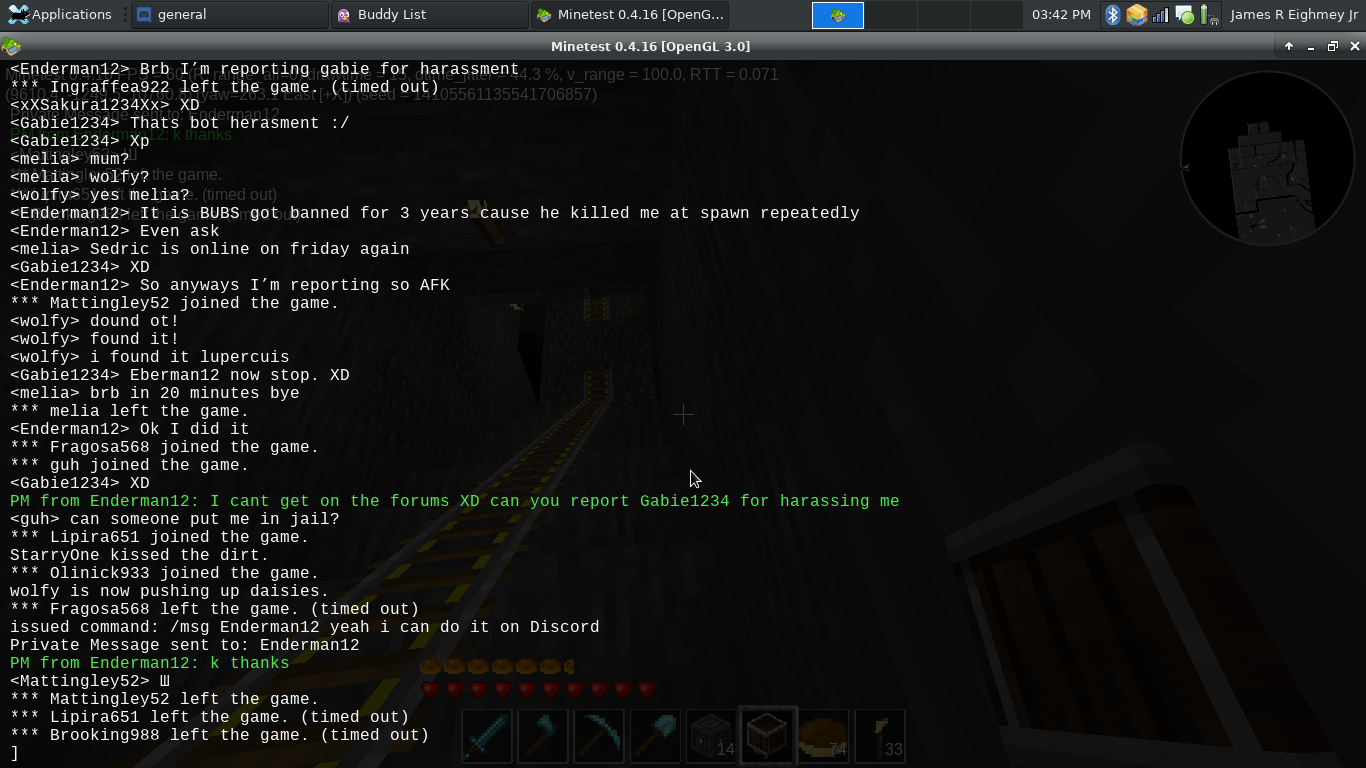 Applications
general
Buddy List
Minetest 0.4.16 [OpenG...
03:42 PM
James R Eighmey Jr
Minetest 0.4.16 [OpenGL 3.0]
<Enderman12> Brb I’m reporting gabie for harassment
*** Ingraffea922 left the game. (timed out)
<xXSakura1234Xx> XD
<Gabie1234> Thats bot herasment :/
<Gabie1234> Xp
<melia> mum?
<melia> wolfy?
<wolfy> yes melia?
<Enderman12> It is BUBS got banned for 3 years cause he killed me at spawn repeatedly
<Enderman12> Even ask
<melia> Sedric is online on friday again
<Gabie1234> XD
<Enderman12> So anyways I’m reporting so AFK
*** Mattingley52 joined the game.
<wolfy> dound ot!
<wolfy> found it!
<wolfy> i found it lupercuis
<Gabie1234> Eberman12 now stop. XD
<melia> brb in 20 minutes bye
*** melia left the game.
<Enderman12> Ok I did it
*** Fragosa568 joined the game.
*** guh joined the game.
<Gabie1234> XD
PM from Enderman12: I cant get on the forums XD can you report Gabie1234 for harassing me
<guh> can someone put me in jail?
*** Lipira651 joined the game.
StarryOne kissed the dirt.
*** Olinick933 joined the game.
wolfy is now pushing up daisies.
*** Fragosa568 left the game. (timed out)
issued command: /msg Enderman12 yeah i can do it on Discord
Private Message sent to: Enderman12
PM from Enderman12: k thanks
<Mattingley52> Ш
*** Mattingley52 left the game.
*** Lipira651 left the game. (timed out)
*** Brooking988 left the game. (timed out)
]
14
74
33